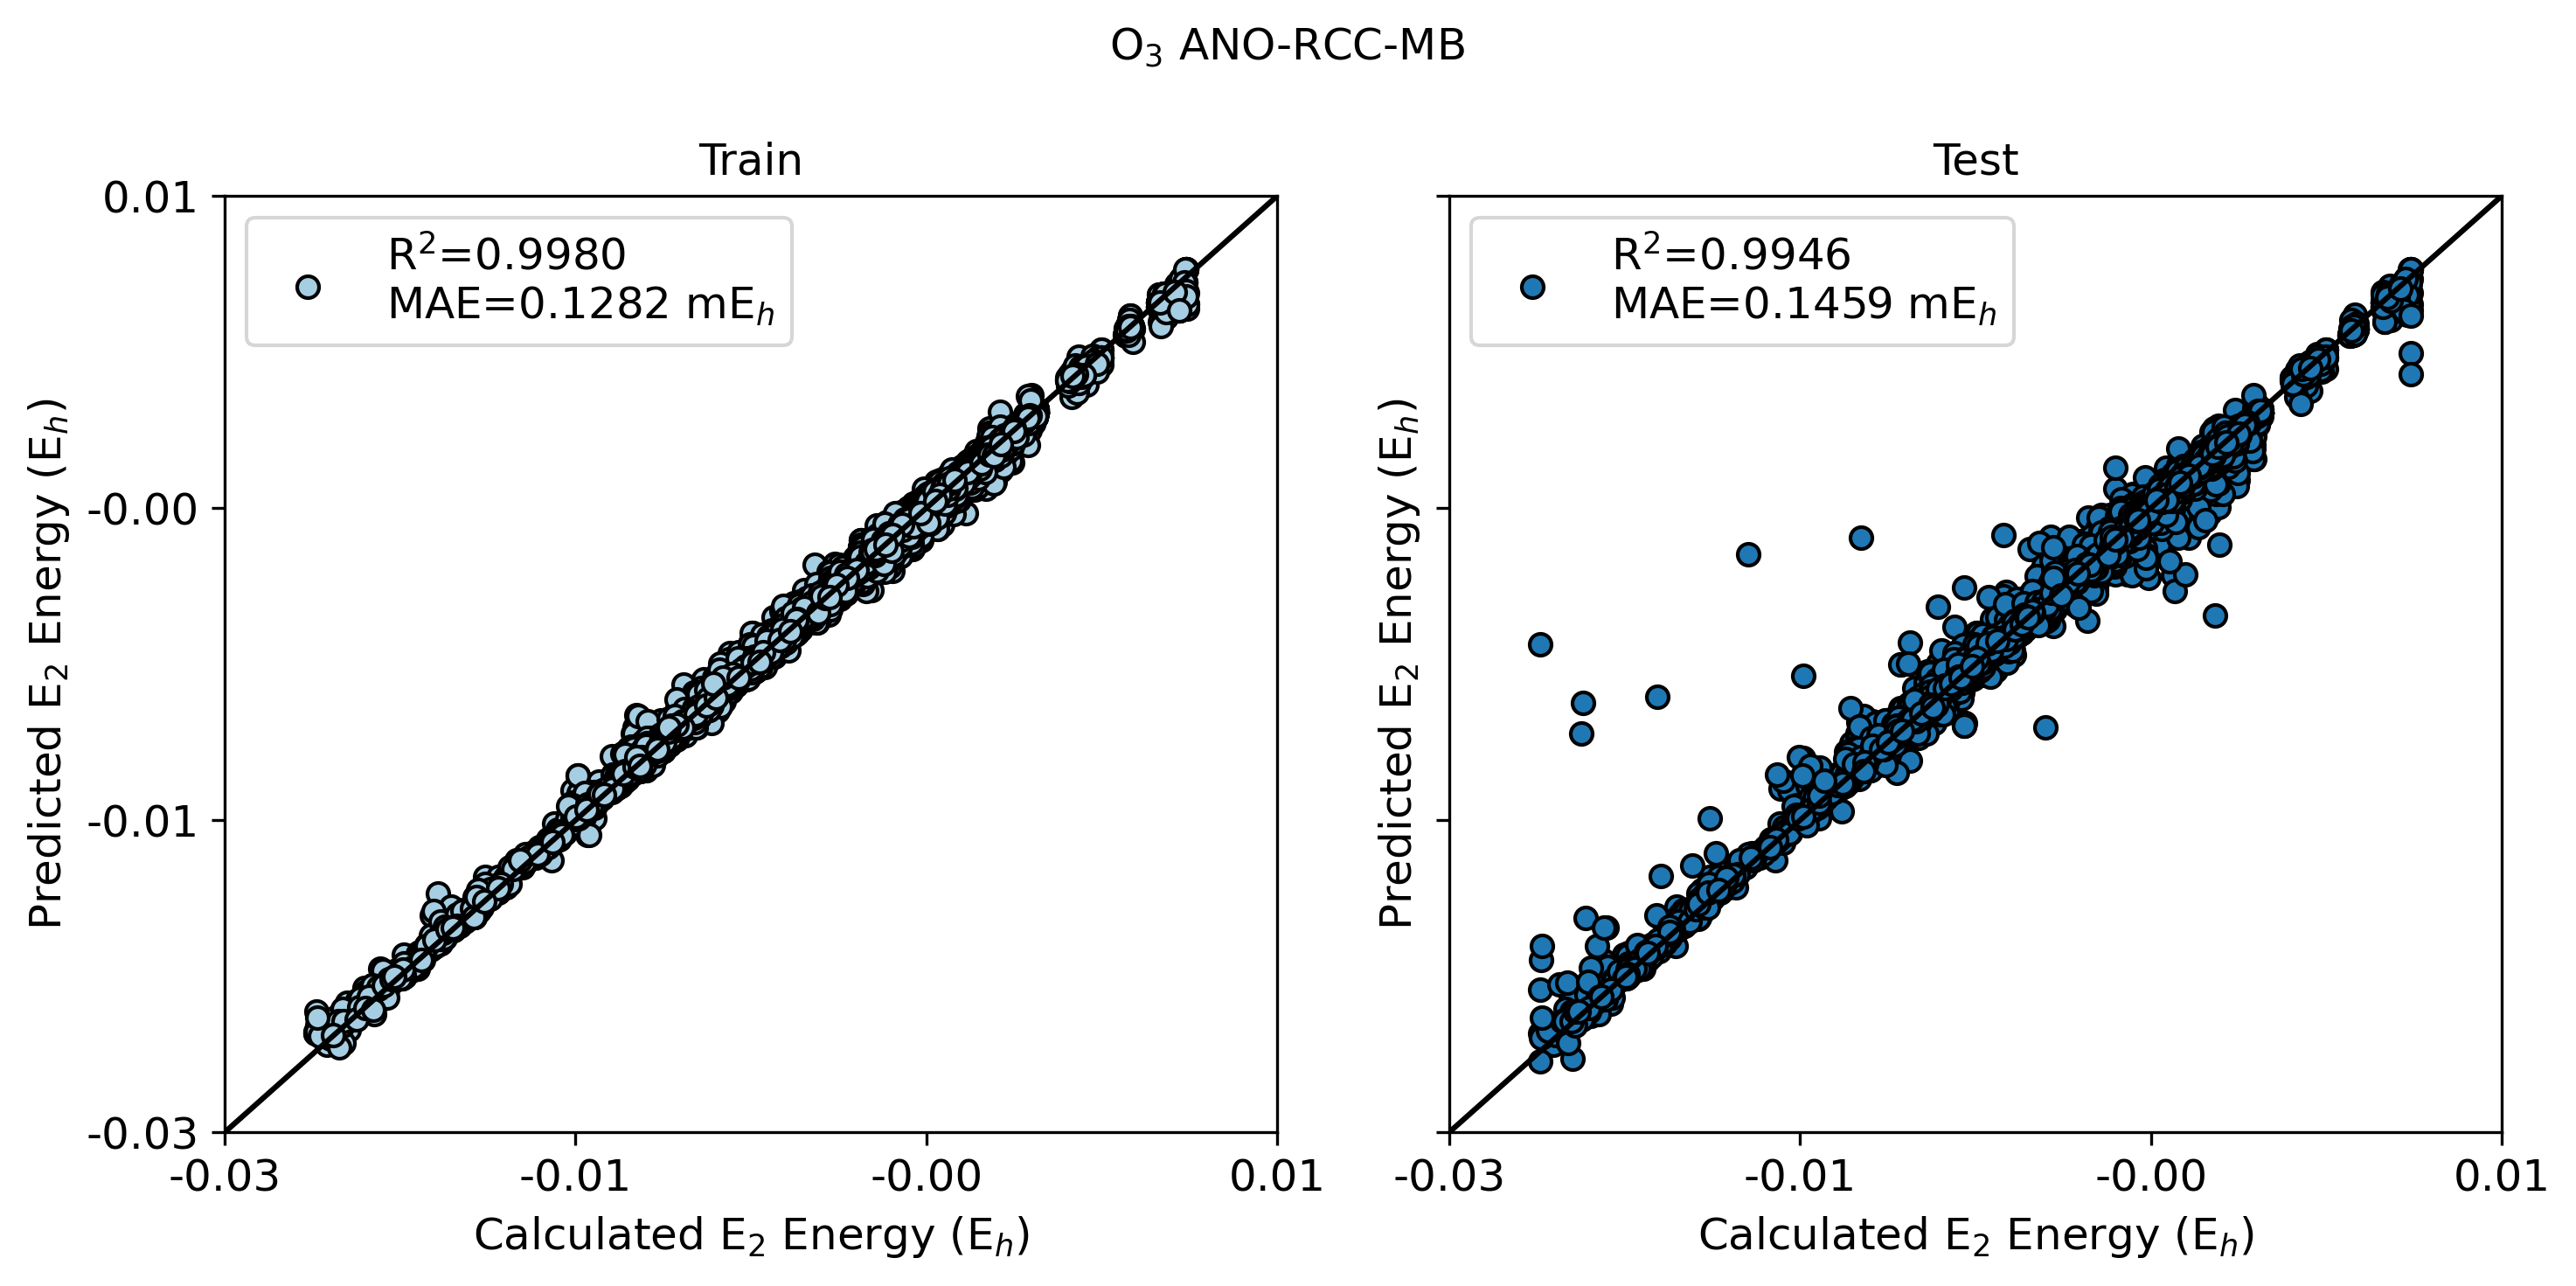 O₃ ANO-RCC-MB
Train
Test
R²=0.9980
MAE=0.1282 mEₕ
R²=0.9946
MAE=0.1459 mEₕ
0.01
-0.00
-0.01
-0.03
Predicted E₂ Energy (Eₕ)
Predicted E₂ Energy (Eₕ)
-0.03 -0.01 -0.00 0.01
-0.03 -0.01 -0.00 0.01
Calculated E₂ Energy (Eₕ)
Calculated E₂ Energy (Eₕ)